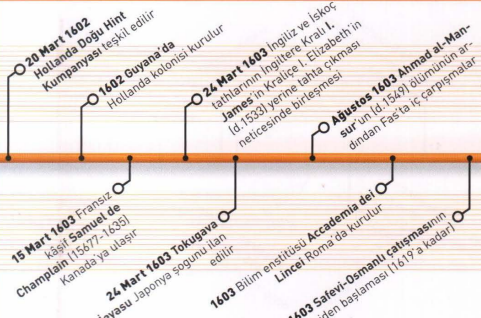 20 Mart 1602
Hollanda Doğu Hint
Kumpanyası teşkil edilir
1602 Guyana'da
Hollanda kolonisi kurulur
24 Mart 1603 İngiliz ve İskoç
tahtlarının İngiltere Kralı I.
James'in Kraliçe I. Elizabeth'in
(d.1533) yerine tahta çıkması
neticesinde birleşmesi
Ağustos 1603 Ahmad al-Man-
sur'un (d.1549) ölümünün ar-
dından Fas'ta iç çarpışmalar
15 Mart 1603 Fransız
kâşif Samuel de
Champlain (1567?-1635)
Kanada'ya ulaşır
24 Mart 1603 Tokugava
Japonya şogunu ilan
edilir
1603 Bilim enstitüsü Accademia dei
Lincei Roma'da kurulur
1603 Safevi-Osmanlı çatışmasının
başlaması (1619'a kadar)